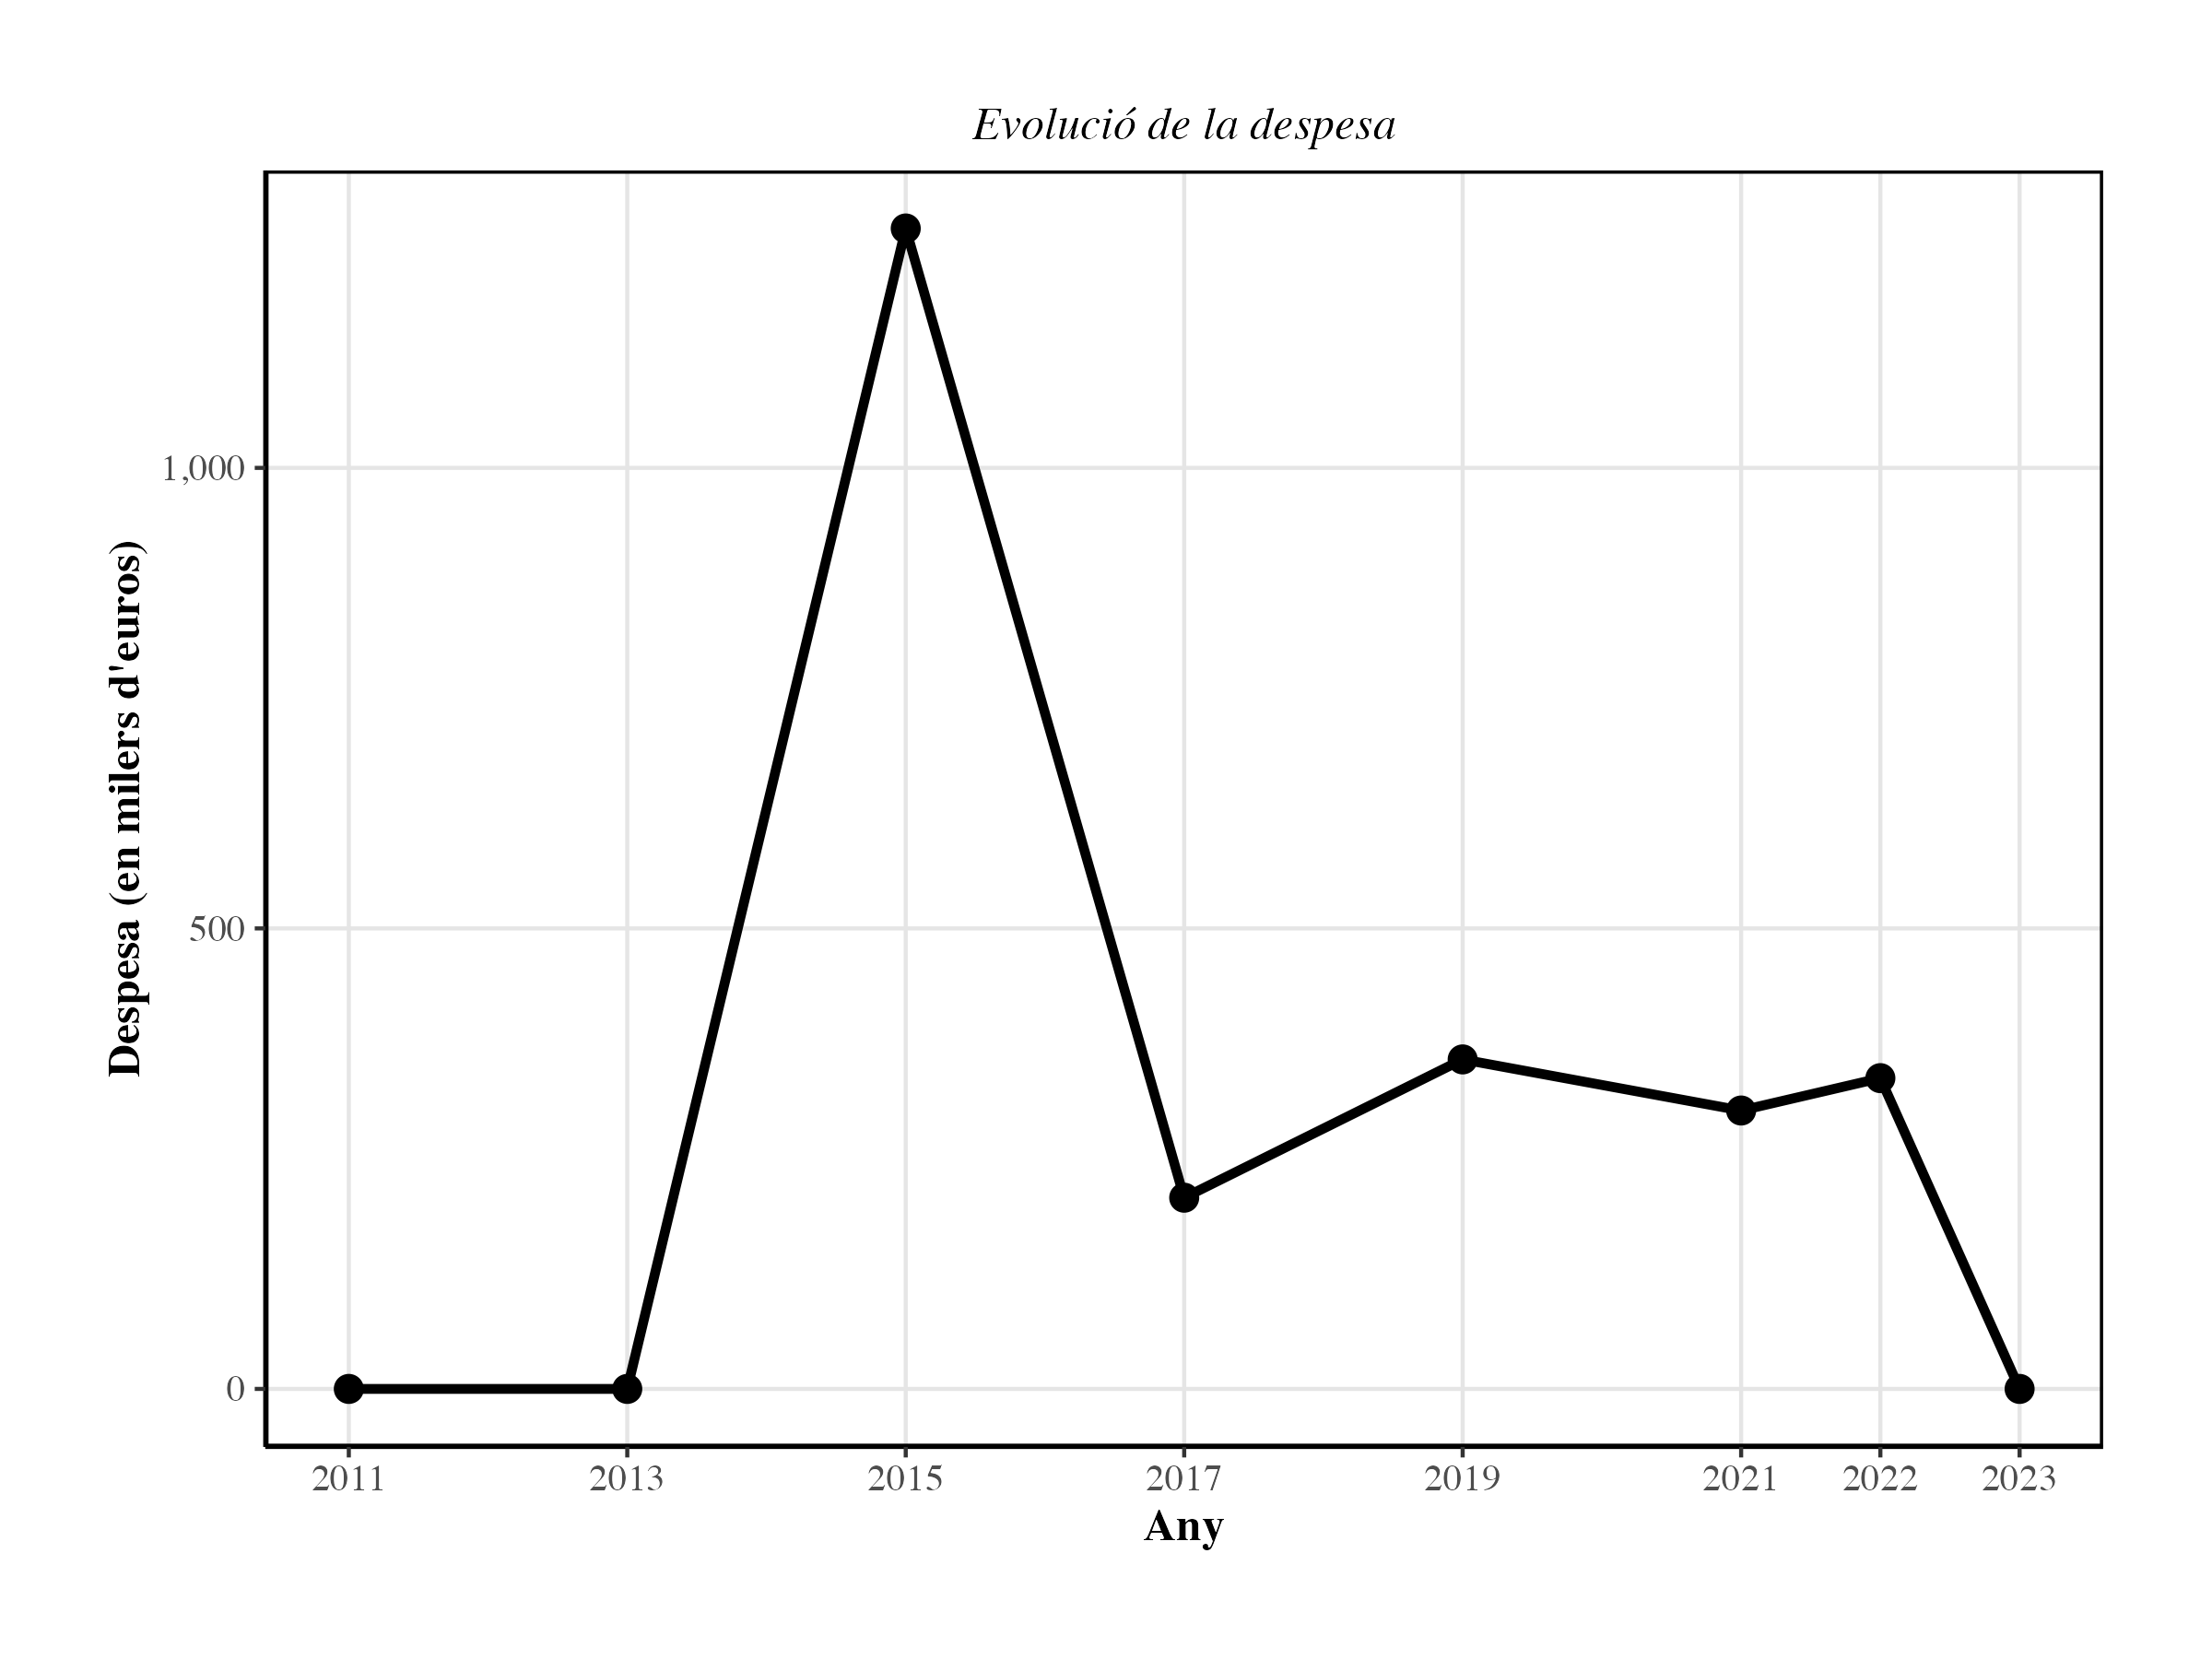 Evolució de la despesa
Despesa (en milers d'euros)
1,000
500
0
2011 2013 2015 2017 2019 2021 2022 2023
Any